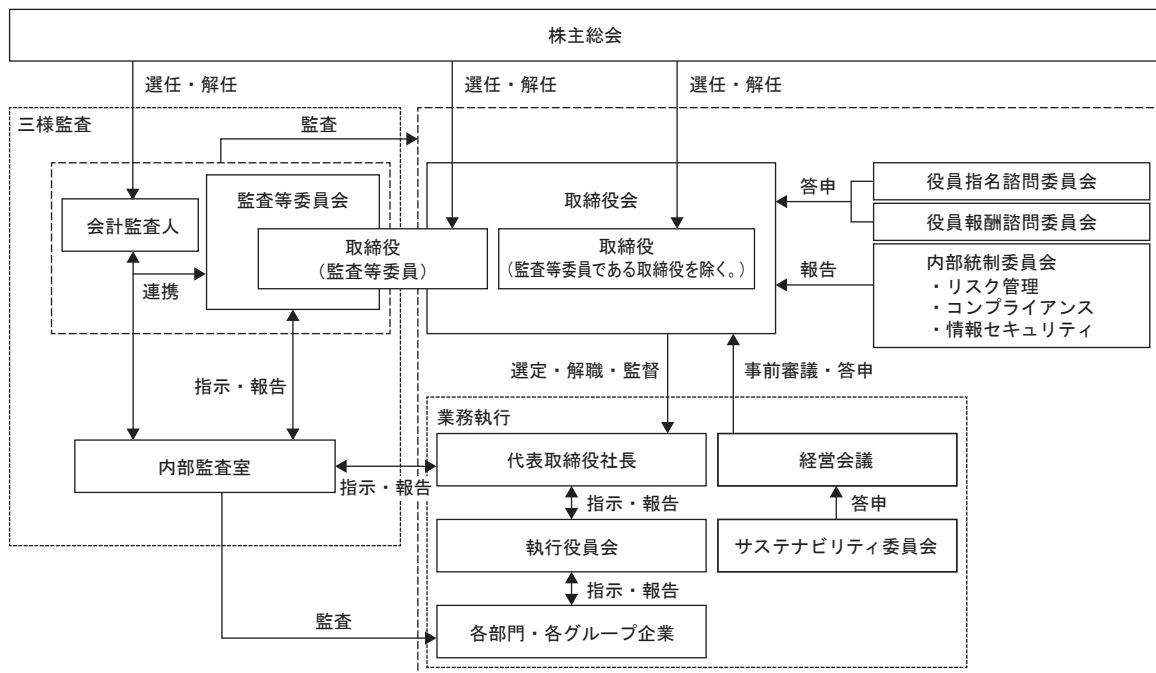 株主総会
選任・解任
選任・解任
選任・解任
三様監査
監査
監査等委員会
会計監査人
取締役
（監査等委員）
連携
取締役会
取締役
（監査等委員である取締役を除く。）
答申
役員指名諮問委員会
役員報酬諮問委員会
報告
内部統制委員会
・リスク管理
・コンプライアンス
・情報セキュリティ
指示・報告
選定・解職・監督
事前審議・答申
業務執行
内部監査室
指示・報告
代表取締役社長
経営会議
指示・報告
答申
執行役員会
サステナビリティ委員会
指示・報告
監査
各部門・各グループ企業